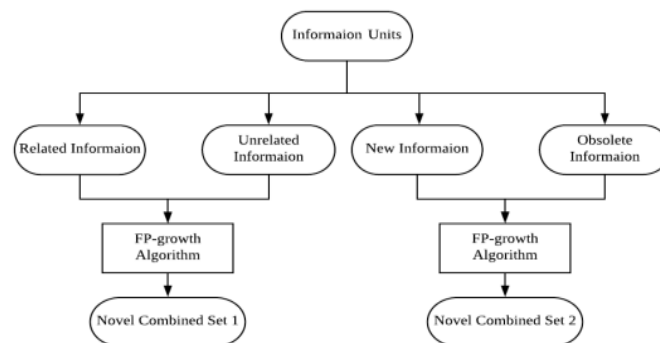 Informaion Units
Related Informaion
Unrelated
Informaion
New Informaion
Obsolete
Informaion
FP-growth
Algorithm
FP-growth
Algorithm
Novel Combined Set 1
Novel Combined Set 2